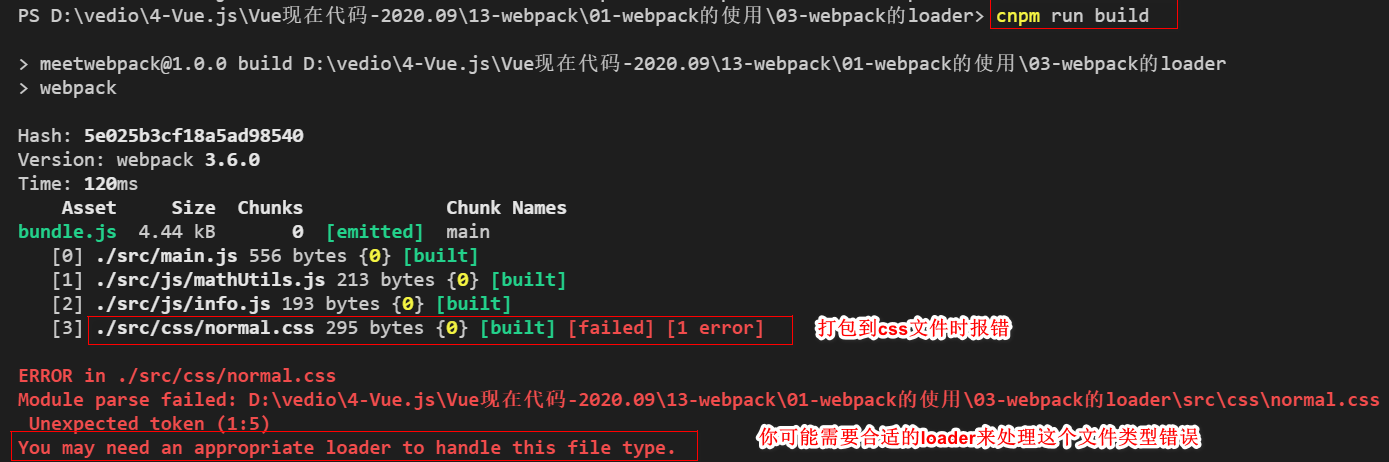 PS D:\vedio\4-Vue.js\Vue现在代码-2020.09\13-webpack\01-webpack的使用\03-webpack的loader> cnpm run build
> meetwebpack@1.0.0 build D:\vedio\4-Vue.js\Vue现在代码-2020.09\13-webpack\01-webpack的使用\03-webpack的loader
> webpack
Hash: 5e025b3cf18a5ad98540
Version: webpack 3.6.0
Time: 120ms
Asset Size Chunks Chunk Names
bundle.js 4.44 kB 0 [emitted] main
[0] ./src/main.js 556 bytes {0} [built]
[1] ./src/js/mathUtils.js 213 bytes {0} [built]
[2] ./src/js/info.js 193 bytes {0} [built]
[3] ./src/css/normal.css 295 bytes {0} [built] [failed] [1 error] 打包到css文件时报错
ERROR in ./src/css/normal.css
Module parse failed: D:\vedio\4-Vue.js\Vue现在代码-2020.09\13-webpack\01-webpack的使用\03-webpack的loader\src\css\normal.css
Unexpected token (1:5)
You may need an appropriate loader to handle this file type. 你可能需要合适的loader来处理这个文件类型错误